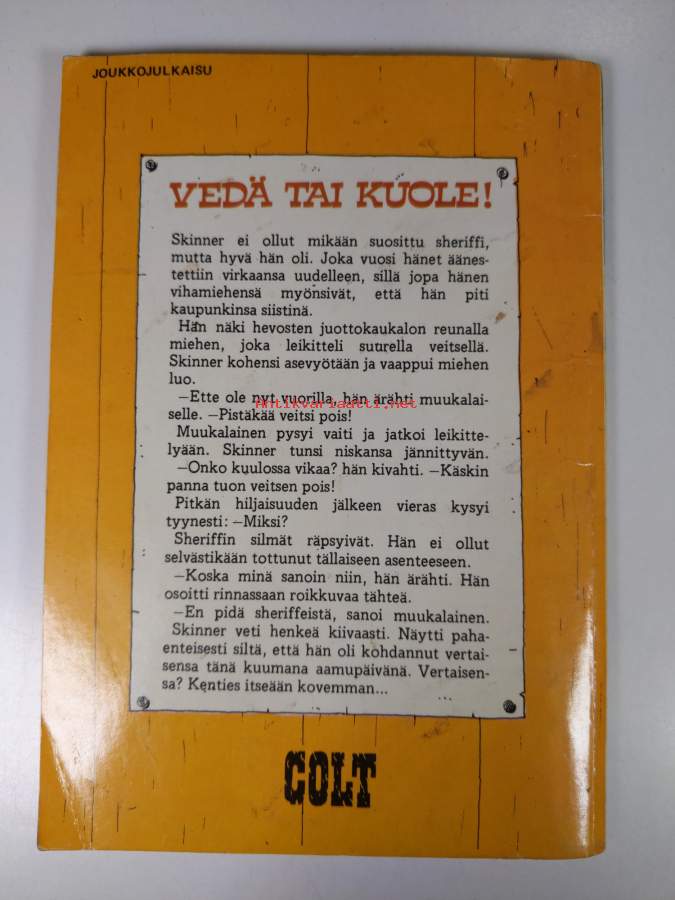 JOUKKOJULKAISU
VEDÄ TAI KUOLE!
Skinner ei ollut mikään suosittu sheriffi,
mutta hyvä hän oli. Joka vuosi hänet äänes-
tettiin virkaansa uudelleen, sillä jopa hänen
vihamiehensä myönsivät, että hän piti
kaupunkinsa siistinä.
Hän näki hevosten juottokaukalon reunalla
miehen, joka leikitteli suurella veitsellä.
Skinner kohensi asevyötään ja vaappui miehen
luo.
—Ette ole nyt vuorilla, hän ärähti muukalai-
Antikvariaatti.net
selle. —Pistäkää veitsi pois!
Muukalainen pysyi vaiti ja jatkoi leikitte-
lyään. Skinner tunsi niskansa jännittyvän.
—Onko kuulossa vikaa? hän kivahti. —Käskin
panna tuon veitsen pois!
Pitkän hiljaisuuden jälkeen vieras kysyi
tyynesti: —Miksi?
Sheriffin silmät räpsyivät. Hän ei ollut
selvästikään tottunut tällaiseen asenteeseen.
—Koska minä sanoin niin, hän ärähti. Hän
osoitti rinnassaan roikkuvaa tähteä.
—En pidä sheriffeistä, sanoi muukalainen.
Skinner veti henkeä kiivaasti. Näytti paha-
enteisesti siltä, että hän oli kohdannut vertai-
sensa tänä kuumana aamupäivänä. Vertaisen-
sa? Kenties itseään kovemman...
COLT